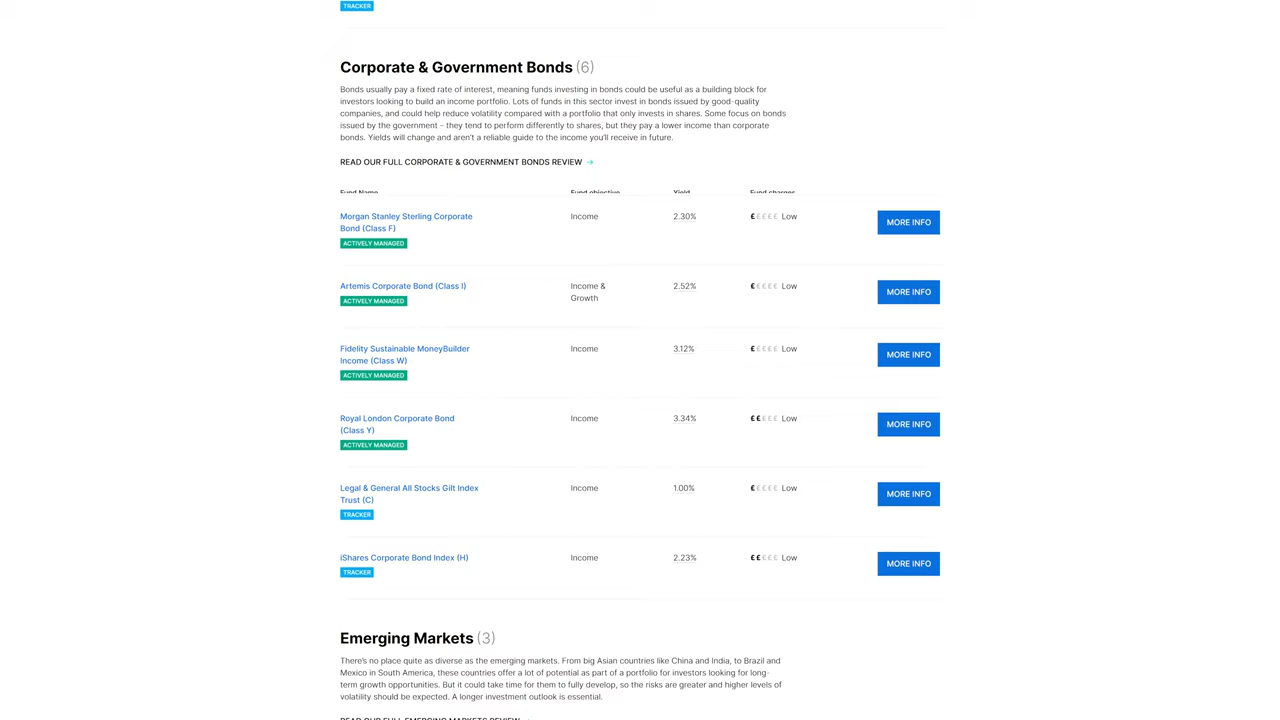 TRACKER
Corporate & Government Bonds (6)
Bonds usually pay a fixed rate of interest, meaning funds investing in bonds could be useful as a building block for
investors looking to build an income portfolio. Lots of funds in this sector invest in bonds issued by good-quality
companies, and could help reduce volatility compared with a portfolio that only invests in shares. Some focus on bonds
issued by the government – they tend to perform differently to shares, but they pay a lower income than corporate
bonds. Yields will change and aren't a reliable guide to the income you'll receive in future.
READ OUR FULL CORPORATE & GOVERNMENT BONDS REVIEW →
Fund Name Fund objective Yield Fund charges
Morgan Stanley Sterling Corporate
Bond (Class F)
ACTIVELY MANAGED
Income 2.30% £££££ Low MORE INFO
Artemis Corporate Bond (Class I)
ACTIVELY MANAGED
Income &
Growth
2.52% £££££ Low MORE INFO
Fidelity Sustainable MoneyBuilder
Income (Class W)
ACTIVELY MANAGED
Income 3.12% £££££ Low MORE INFO
Royal London Corporate Bond
(Class Y)
ACTIVELY MANAGED
Income 3.34% £££££ Low MORE INFO
Legal & General All Stocks Gilt Index
Trust (C)
TRACKER
Income 1.00% £££££ Low MORE INFO
iShares Corporate Bond Index (H)
TRACKER
Income 2.23% £££££ Low MORE INFO
Emerging Markets (3)
There's no place quite as diverse as the emerging markets. From big Asian countries like China and India, to Brazil and
Mexico in South America, these countries offer a lot of potential as part of a portfolio for investors looking for long-
term growth opportunities. But it could take time for them to fully develop, so the risks are greater and higher levels of
volatility should be expected. A longer investment outlook is essential.
READ OUR FULL EMERGING MARKETS REVIEW